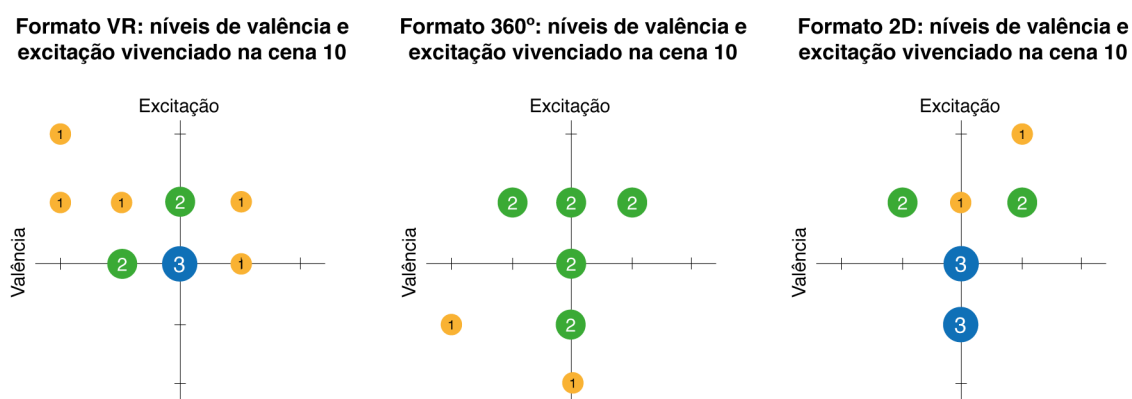 Formato VR: níveis de valência e
excitação vivenciado na cena 10
Excitação
Valência
1
1
1
2
1
2
3
1
Formato 360º: níveis de valência e
excitação vivenciado na cena 10
Excitação
Valência
2
2
2
2
1
2
1
Formato 2D: níveis de valência e
excitação vivenciado na cena 10
Excitação
Valência
1
2
1
2
3
3